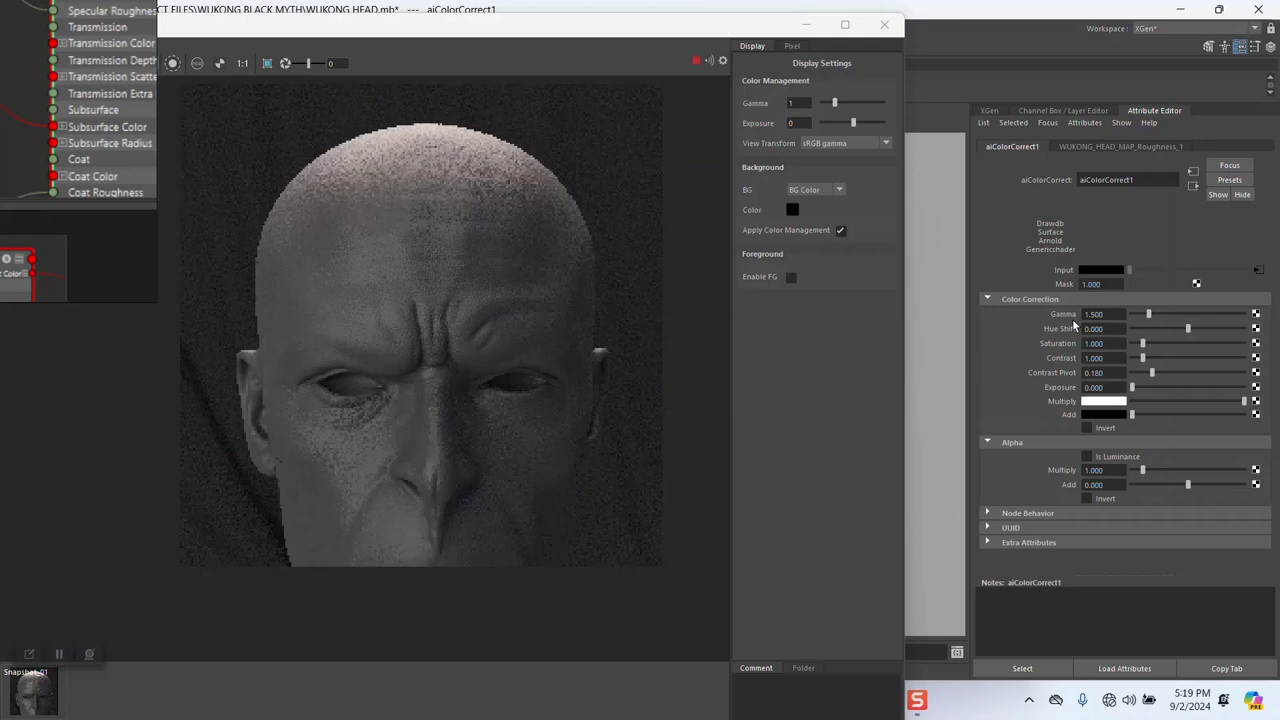 CT FILES\WUKONG BLACK MYTH\WUKONG HEAD.mb* --- aiColorCorrect1
Workspace : XGen*
Specular Roughness
Transmission
Transmission Color
Transmission Depth
Transmission Scatte
Transmission Extra
Subsurface
Subsurface Color
Subsurface Radius
Coat
Coat Color
Coat Roughness
t Color
1:1
0
Display Pixel
Display Settings
Color Management
Gamma 1
Exposure 0
View Transform sRGB gamma
Background
BG BG Color
Color
Apply Color Management
Foreground
Enable FG
Comment Folder
Snapshot_01
XGen Channel Box / Layer Editor Attribute Editor
List Selected Focus Attributes Show Help
aiColorCorrect1 WUKONG_HEAD_MAP_Roughness_1
Focus
aiColorCorrect: aiColorCorrect1 Presets
Show Hide
Drawdb
Surface
Arnold
Genericshader
Input
Mask 1.000
Color Correction
Gamma 1.500
Hue Shift 0.000
Saturation 1.000
Contrast 1.000
Contrast Pivot 0.180
Exposure 0.000
Multiply
Add
Invert
Alpha
Is Luminance
Multiply 1.000
Add 0.000
Invert
Node Behavior
UUID
Extra Attributes
Notes: aiColorCorrect1
Select Load Attributes Copy Tab
5:19 PM
9/2/2024
PRE